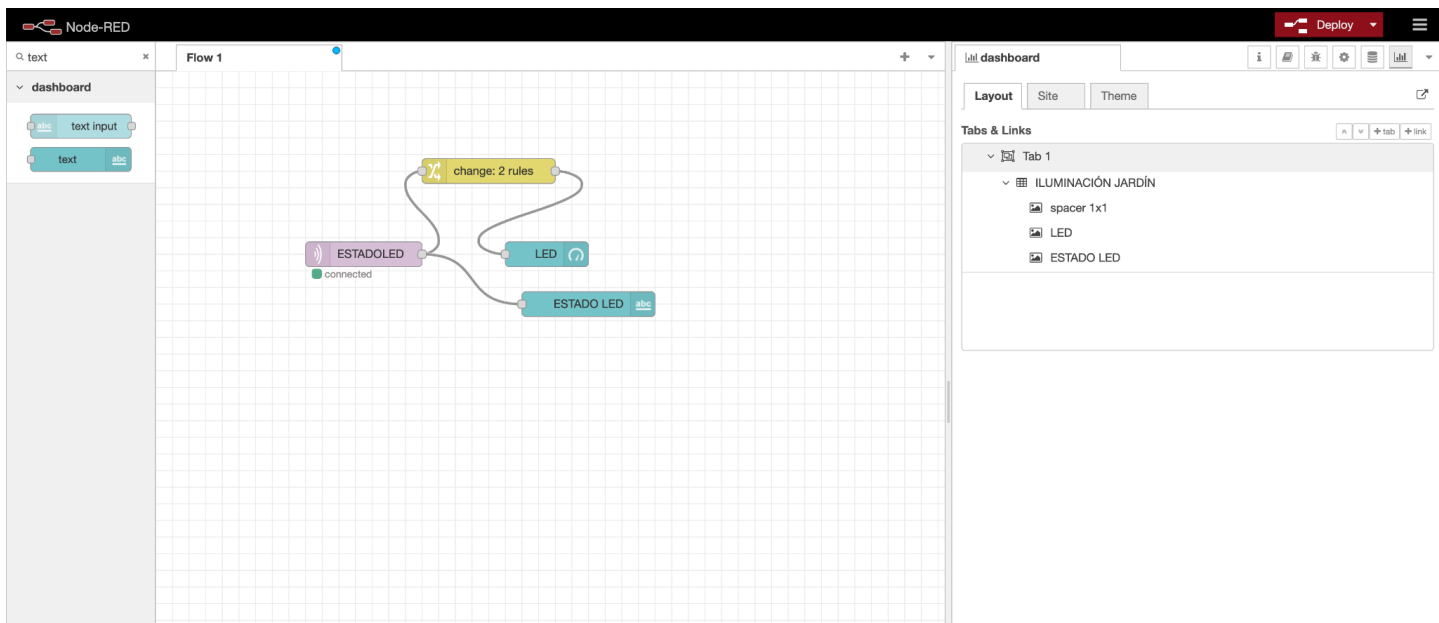 Node-RED
Deploy
text
Flow 1
dashboard
dashboard
abc text input
text abc
change: 2 rules
ESTADOLED
connected
LED
ESTADO LED abc
Layout
Site
Theme
Tabs & Links
+tab
+link
Tab 1
ILUMINACIÓN JARDÍN
spacer 1x1
LED
ESTADO LED